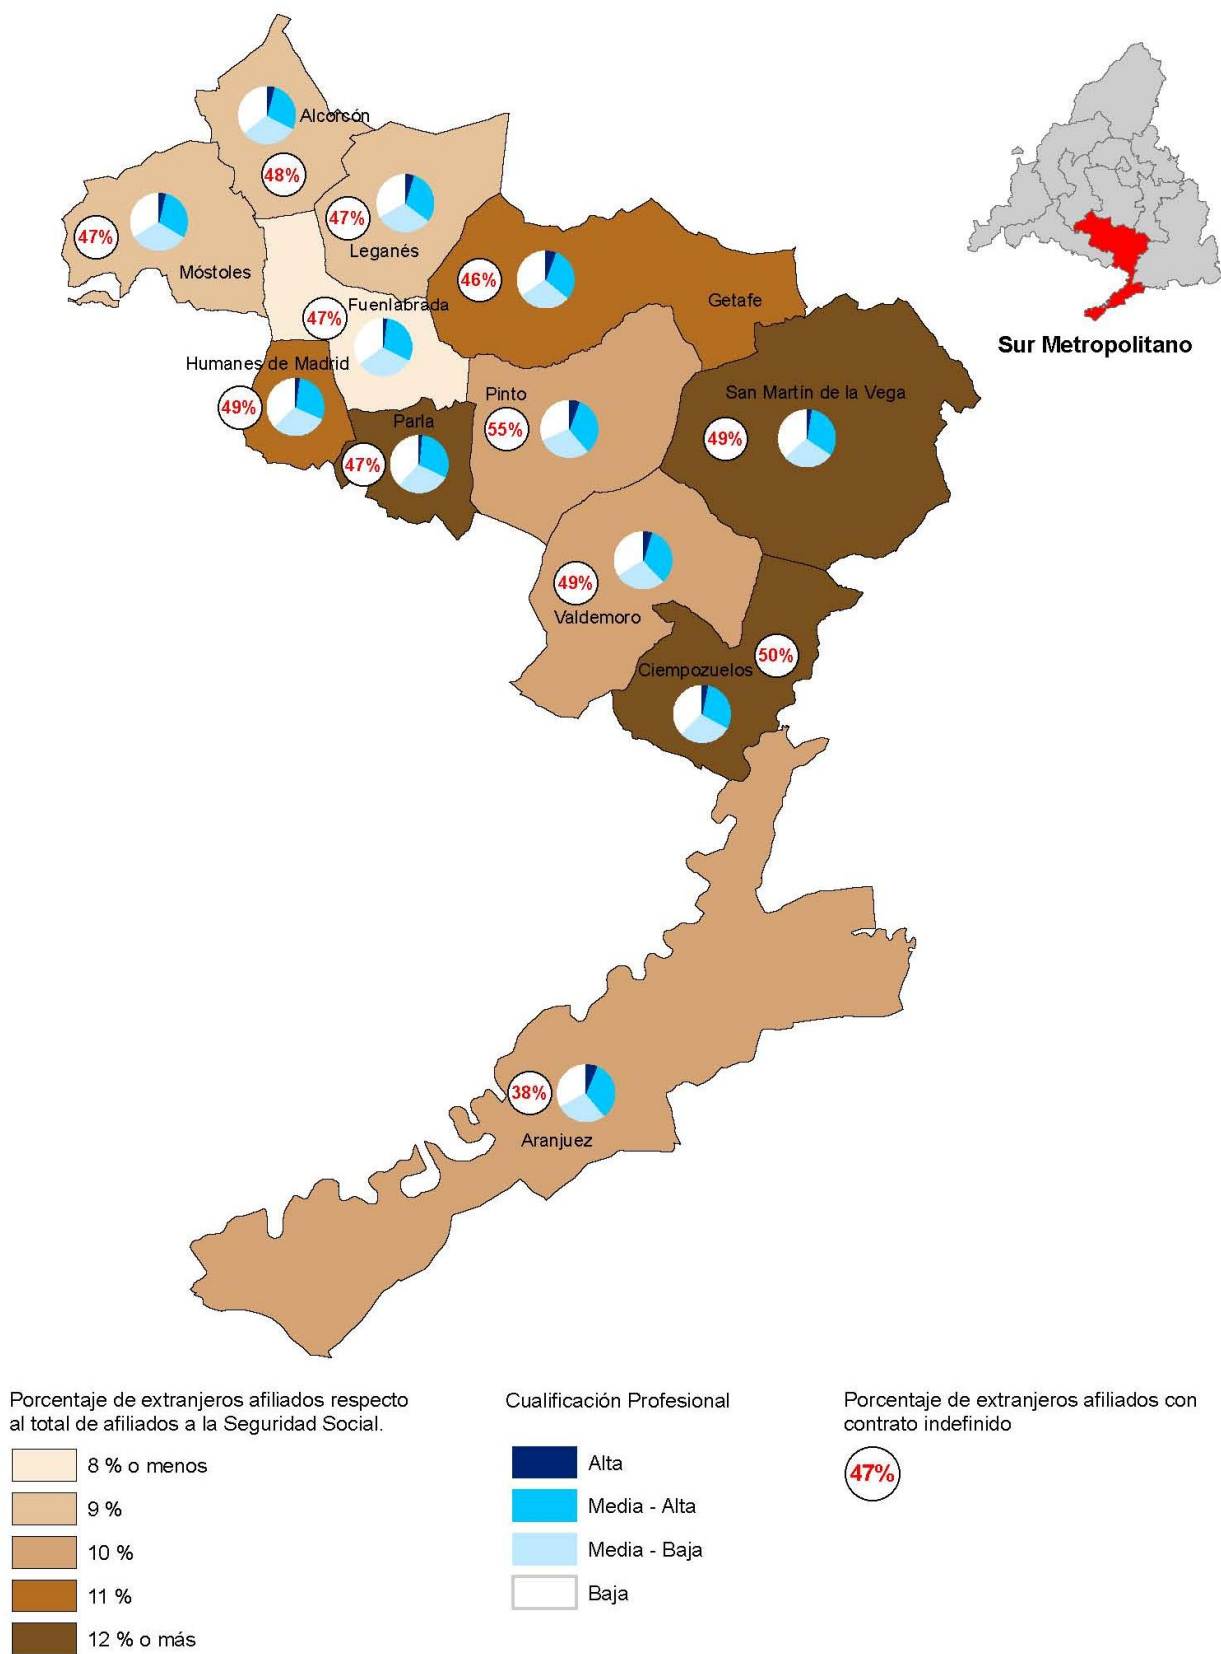 Alcorcón
48%
47%
Leganés
47%
Móstoles
46%
Getafe
Sur Metropolitano
47%
Fuenlabrada
Humanes de Madrid
49%
Pinto
55%
San Martín de la Vega
49%
Parla
47%
49%
Valdemoro
50%
Ciempozuelos
38%
Aranjuez
Porcentaje de extranjeros afiliados respecto
al total de afiliados a la Seguridad Social.
8 % o menos
9 %
10 %
11 %
12 % o más
Cualificación Profesional
Alta
Media - Alta
Media - Baja
Baja
Porcentaje de extranjeros afiliados con
contrato indefinido
47%